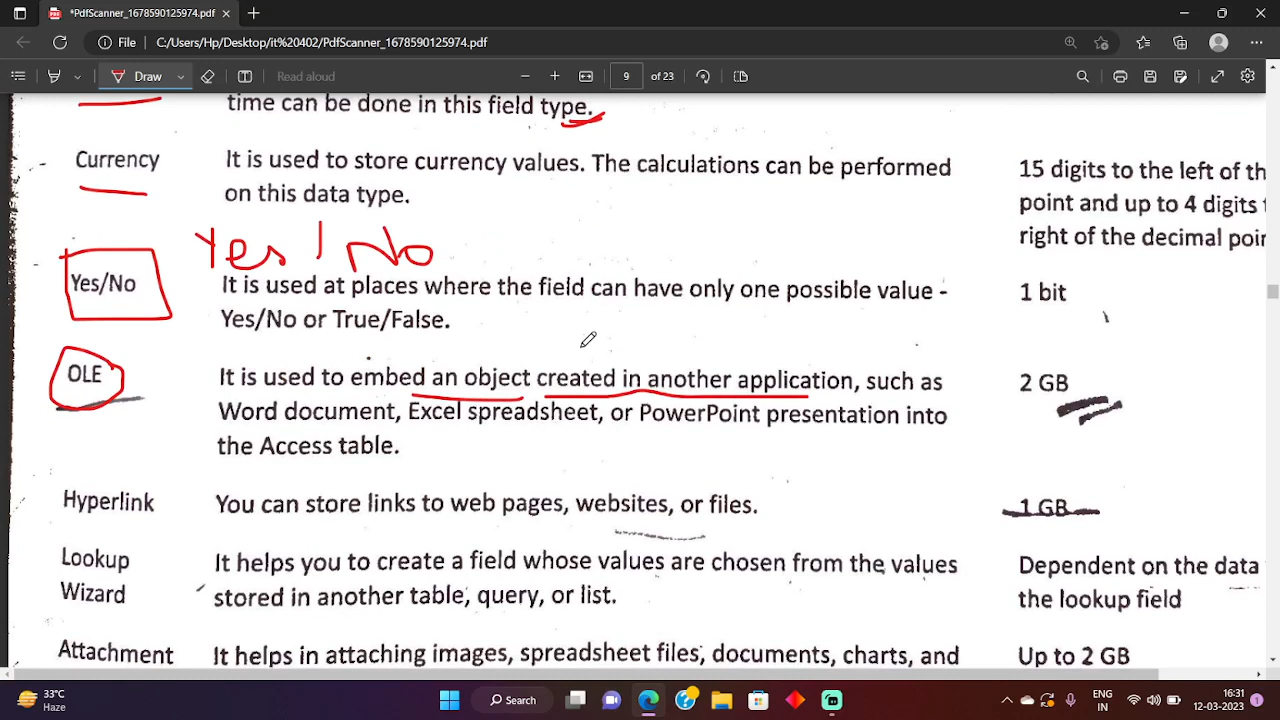 *PdfScanner_1678590125974.pdf
File C:/Users/Hp/Desktop/it%20402/PdfScanner_1678590125974.pdf
Draw Read aloud 9 of 23
time can be done in this field type.
Currency It is used to store currency values. The calculations can be performed 15 digits to the left of th
on this data type. point and up to 4 digits
right of the decimal poin
Yes / No
Yes/No It is used at places where the field can have only one possible value - 1 bit
Yes/No or True/False.
OLE It is used to embed an object created in another application, such as 2 GB
Word document, Excel spreadsheet, or PowerPoint presentation into
the Access table.
Hyperlink You can store links to web pages, websites, or files. 1 GB
Lookup It helps you to create a field whose values are chosen from the values Dependent on the data
Wizard stored in another table, query, or list. the lookup field
Attachment It helps in attaching images, spreadsheet files, documents, charts, and Up to 2 GB
33°C Search ENG 16:31
Haze IN 12-03-2023